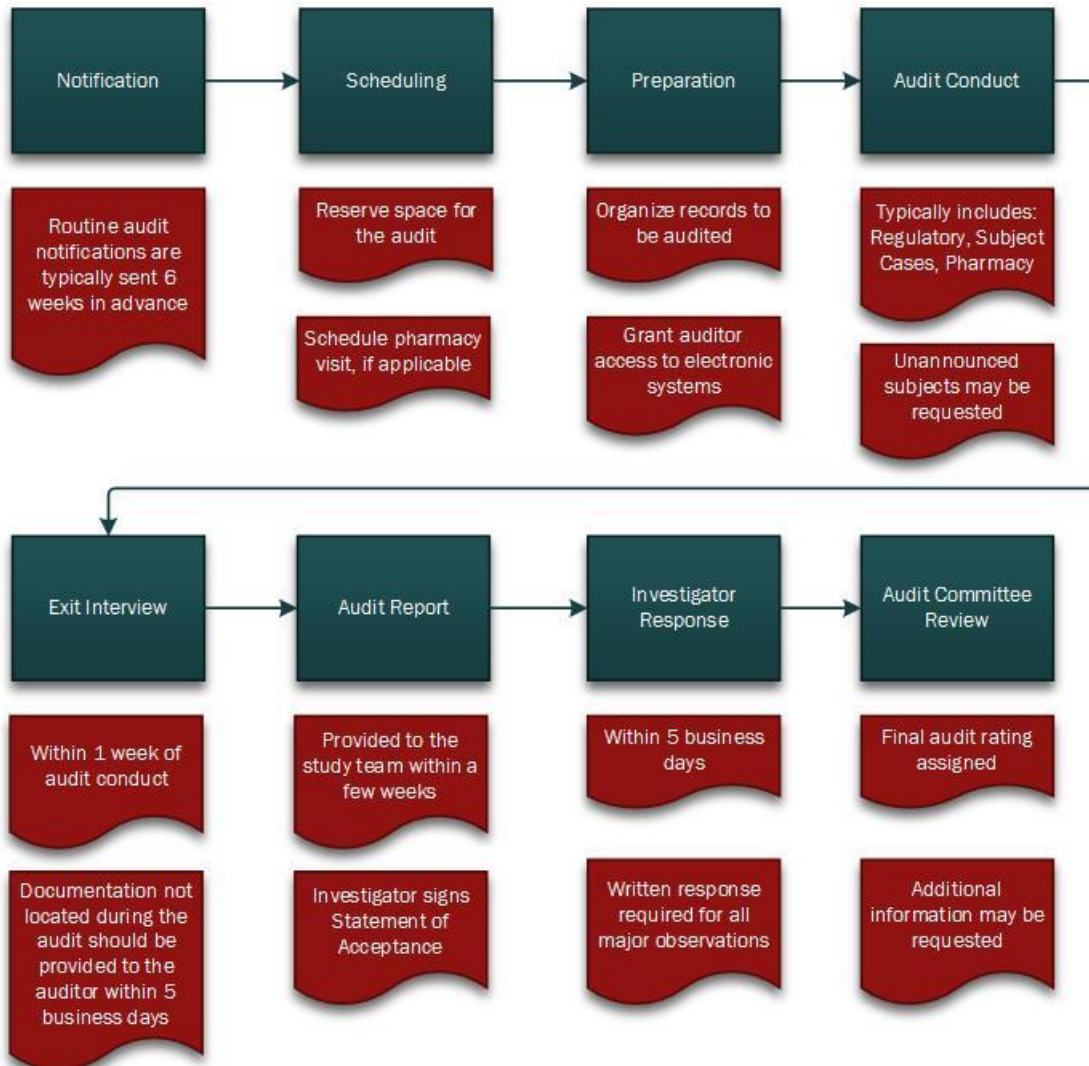 Notification
Scheduling
Preparation
Audit Conduct
Routine audit
notifications are
typically sent 6
weeks in advance
Reserve space for
the audit
Schedule pharmacy
visit, if applicable
Organize records to
be audited
Grant auditor
access to electronic
systems
Typically includes:
Regulatory, Subject
Cases, Pharmacy
Unannounced
subjects may be
requested
Exit Interview
Audit Report
Investigator
Response
Audit Committee
Review
Within 1 week of
audit conduct
Documentation not
located during the
audit should be
provided to the
auditor within 5
business days
Provided to the
study team within a
few weeks
Investigator signs
Statement of
Acceptance
Within 5 business
days
Written response
required for all
major observations
Final audit rating
assigned
Additional
information may be
requested